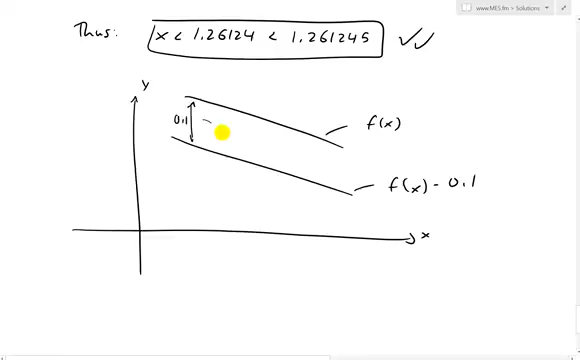 www.MES.fm > Solutions
Thus: x < 1.26124 < 1.261245
y
0.1
f(x)
f(x) - 0.1
x